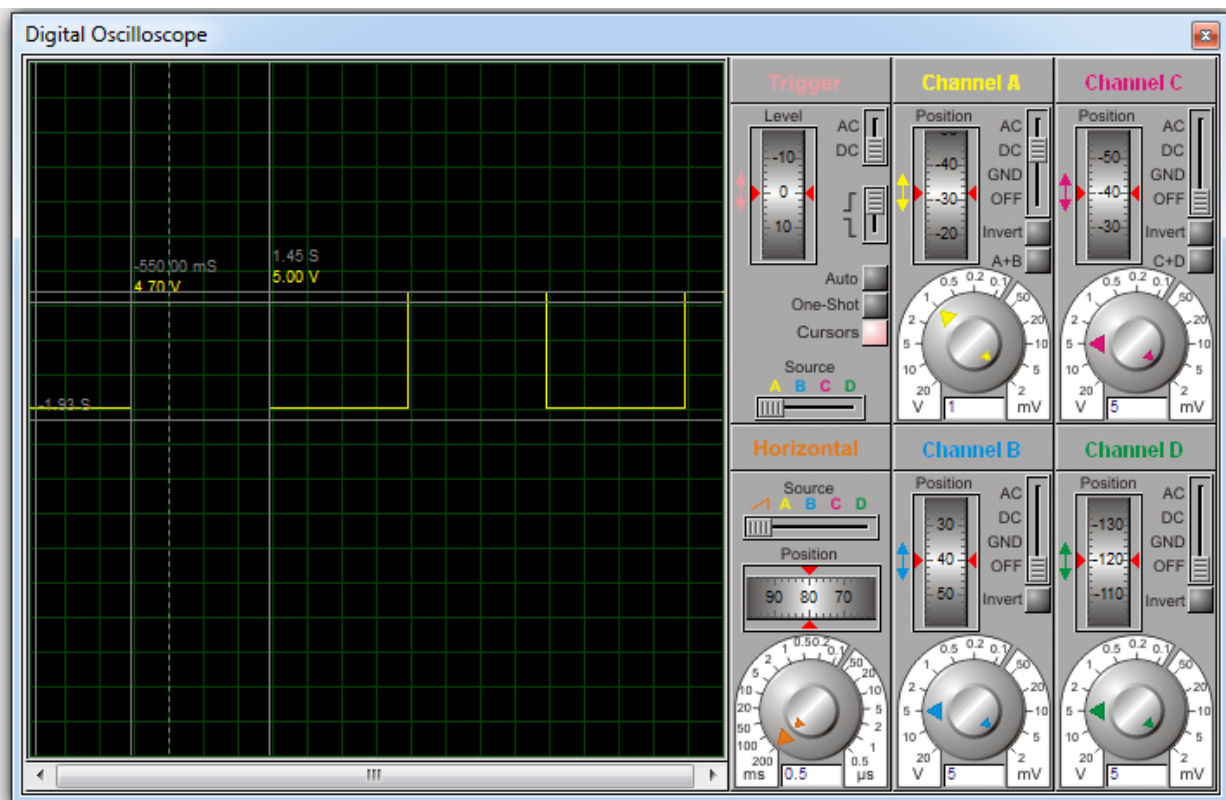 Digital Oscilloscope
-550.00 mS
4.70 V
1.45 S
5.00 V
-1.93 S
Trigger
Level
AC
DC
-10
0
10
Auto
One-Shot
Cursors
Source
A B C D
Channel A
Position
AC
DC
GND
OFF
-40
-30
-20
Invert
A+B
20 10 5 2 1 0.5 0.2 0.1 50 20 10 5 2
V 1 mV
Channel C
Position
AC
DC
GND
OFF
-50
-40
-30
Invert
C+D
20 10 5 2 1 0.5 0.2 0.1 50 20 10 5 2
V 5 mV
Horizontal
Source
A B C D
Position
90 80 70
200 100 50 20 10 5 2 1 0.5 0.2 0.1 50 20 10 5 2 1 0.5
ms 0.5 µs
Channel B
Position
AC
DC
GND
OFF
30
40
50
Invert
20 10 5 2 1 0.5 0.2 0.1 50 20 10 5 2
V 5 mV
Channel D
Position
AC
DC
GND
OFF
-130
-120
-110
Invert
20 10 5 2 1 0.5 0.2 0.1 50 20 10 5 2
V 5 mV